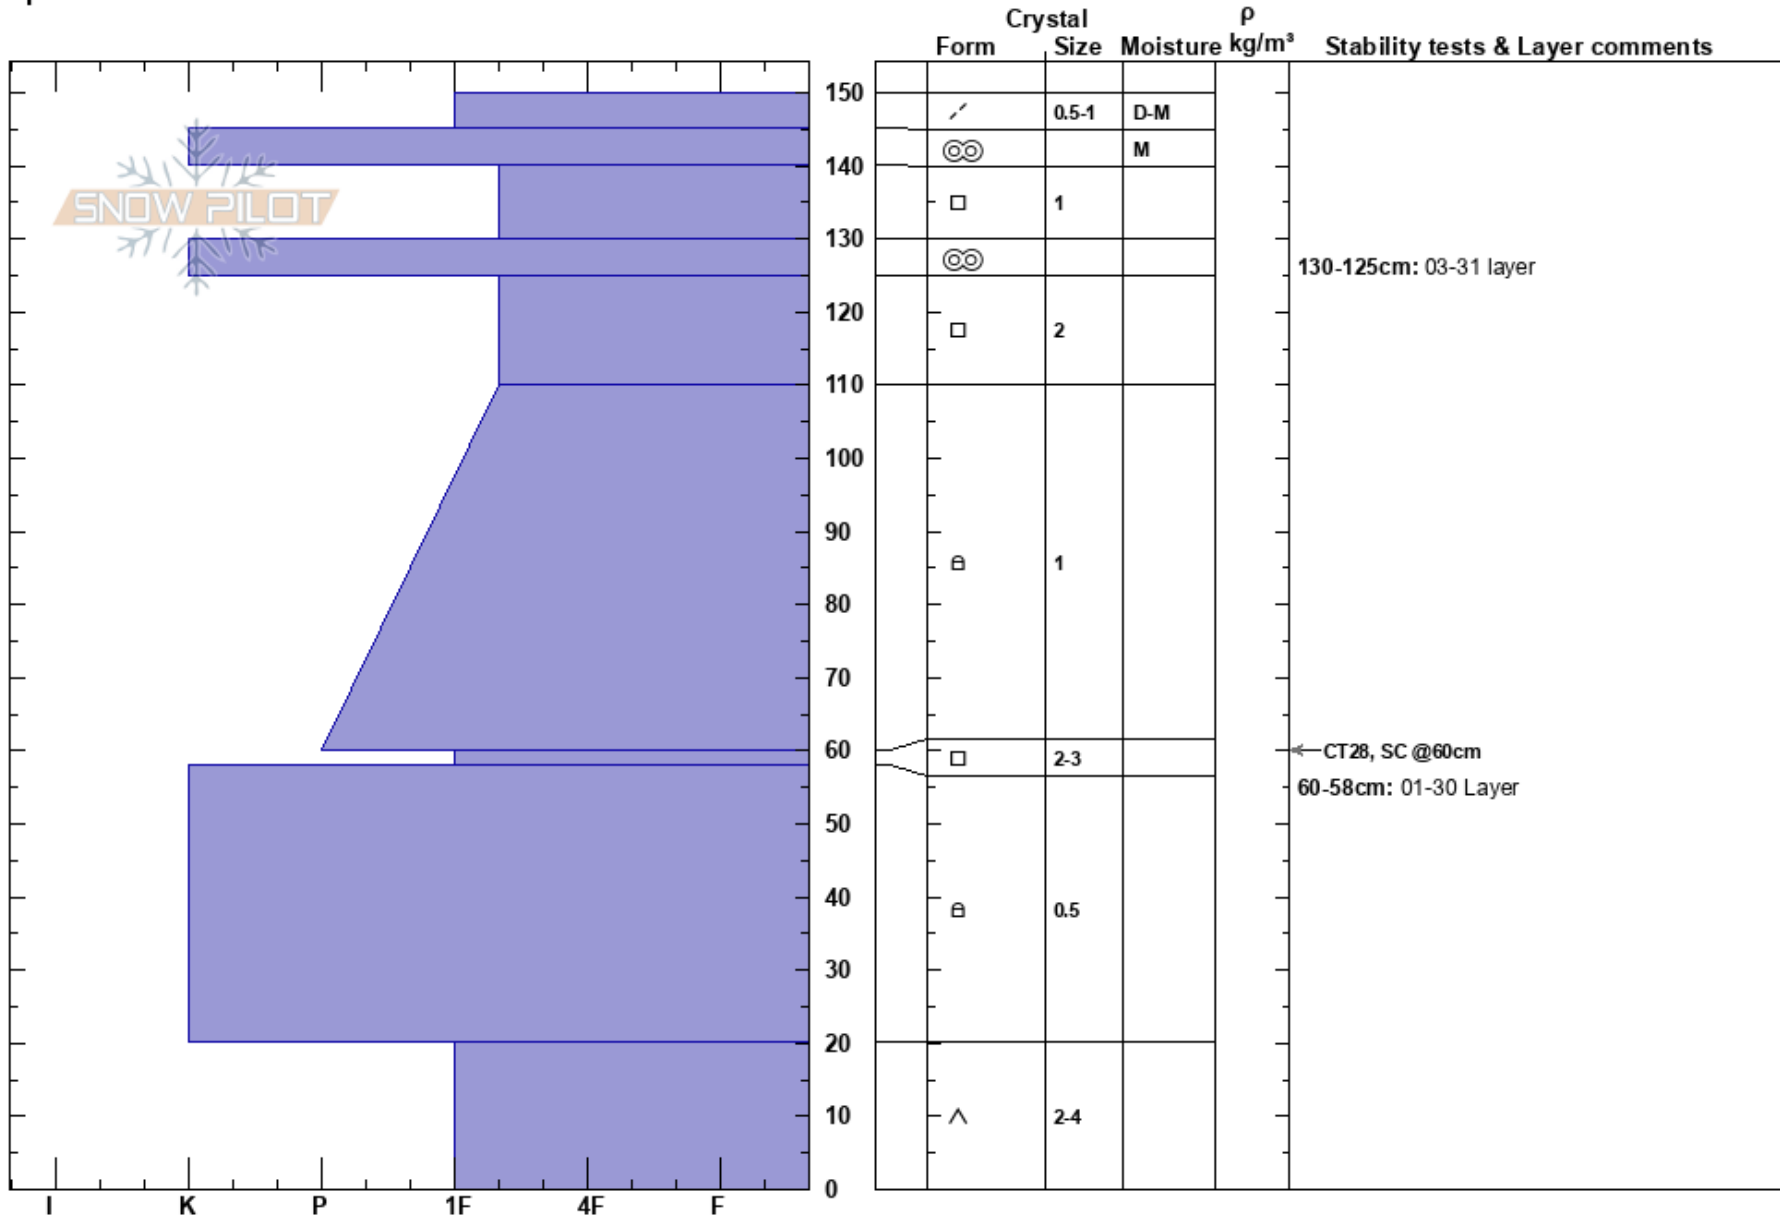 Crystal
ρ
Form Size Moisture kg/m³ Stability tests & Layer comments
150
0.5-1 D-M
M
140
SNOW PILOT
1
130
130-125cm: 03-31 layer
120
2
110
100
90
1
80
70
60
CT28, SC @60cm
2-3
60-58cm: 01-30 Layer
50
40
0.5
30
20
10
2-4
0
I K P 1F 4F F